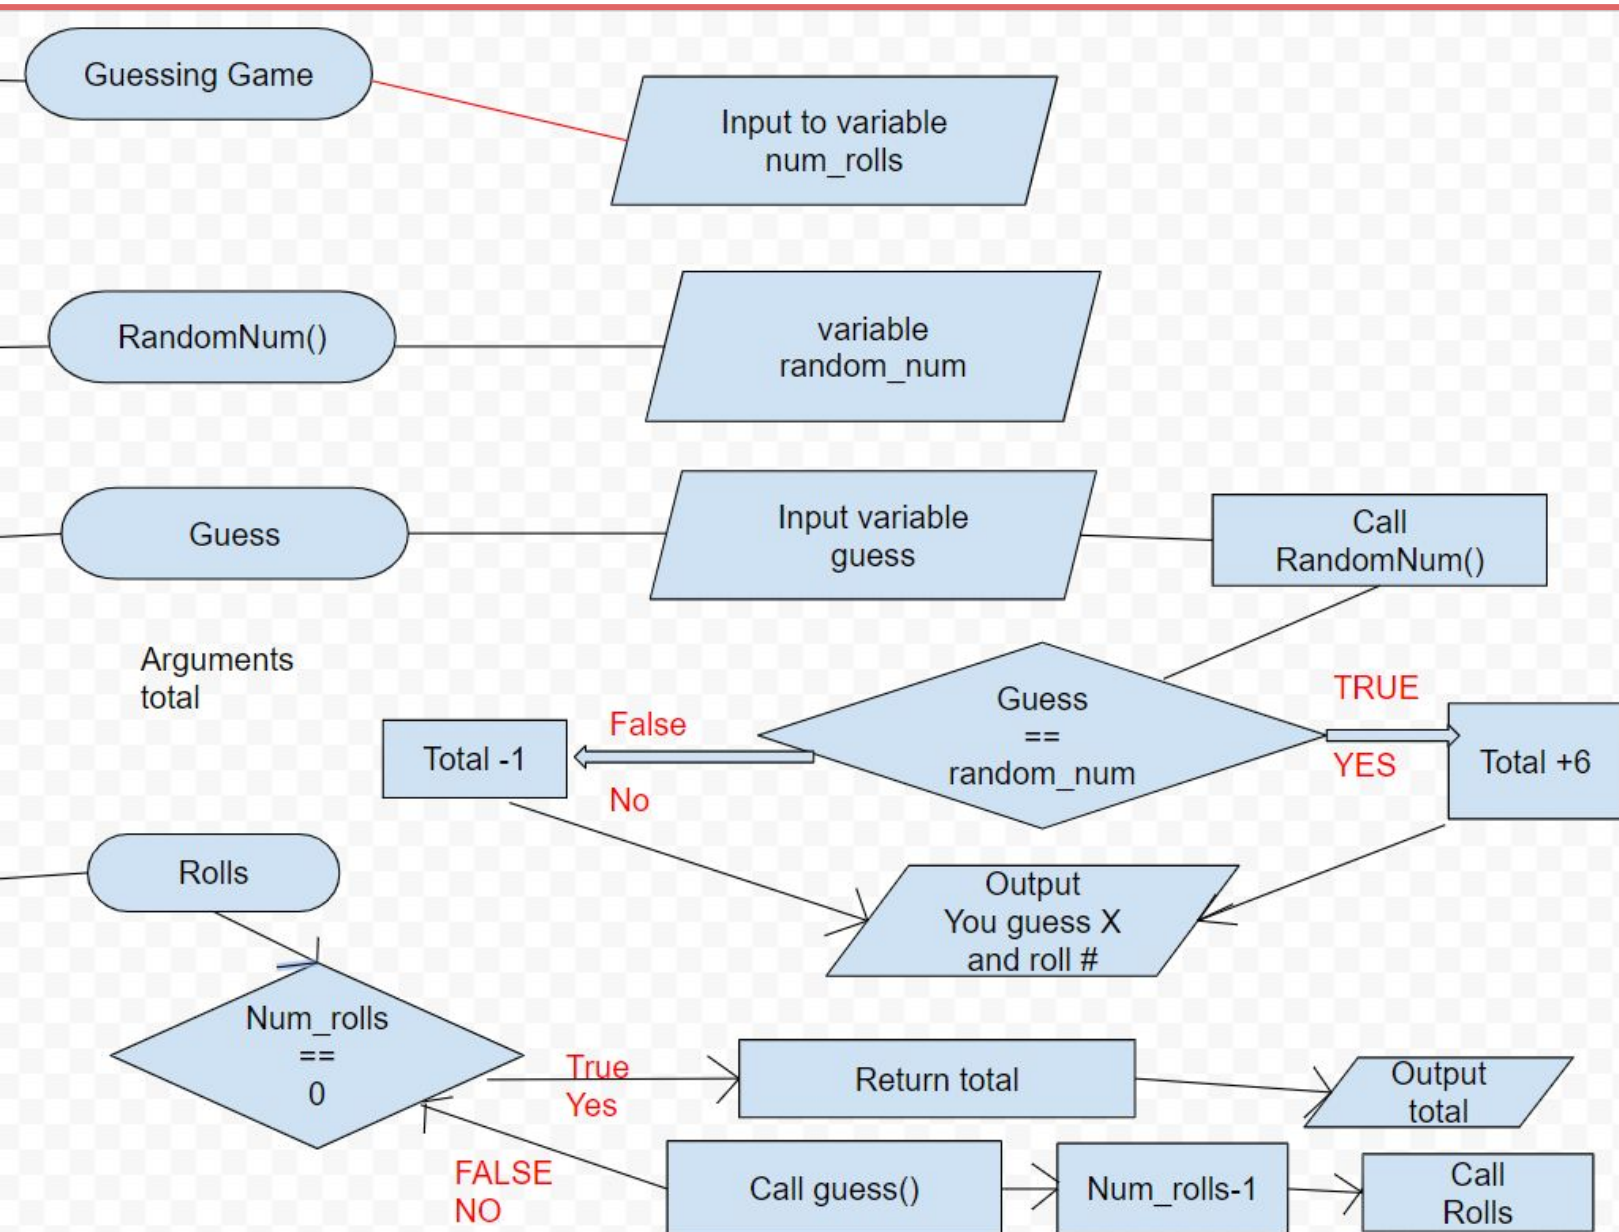 Guessing Game
Input to variable
num_rolls
RandomNum()
variable
random_num
Guess
Input variable
guess
Call
RandomNum()
Arguments
total
Guess
==
random_num
TRUE
YES
Total +6
False
No
Total -1
Output
You guess X
and roll #
Rolls
Num_rolls
==
0
True
Yes
Return total
Output
total
FALSE
NO
Call guess()
Num_rolls-1
Call
Rolls